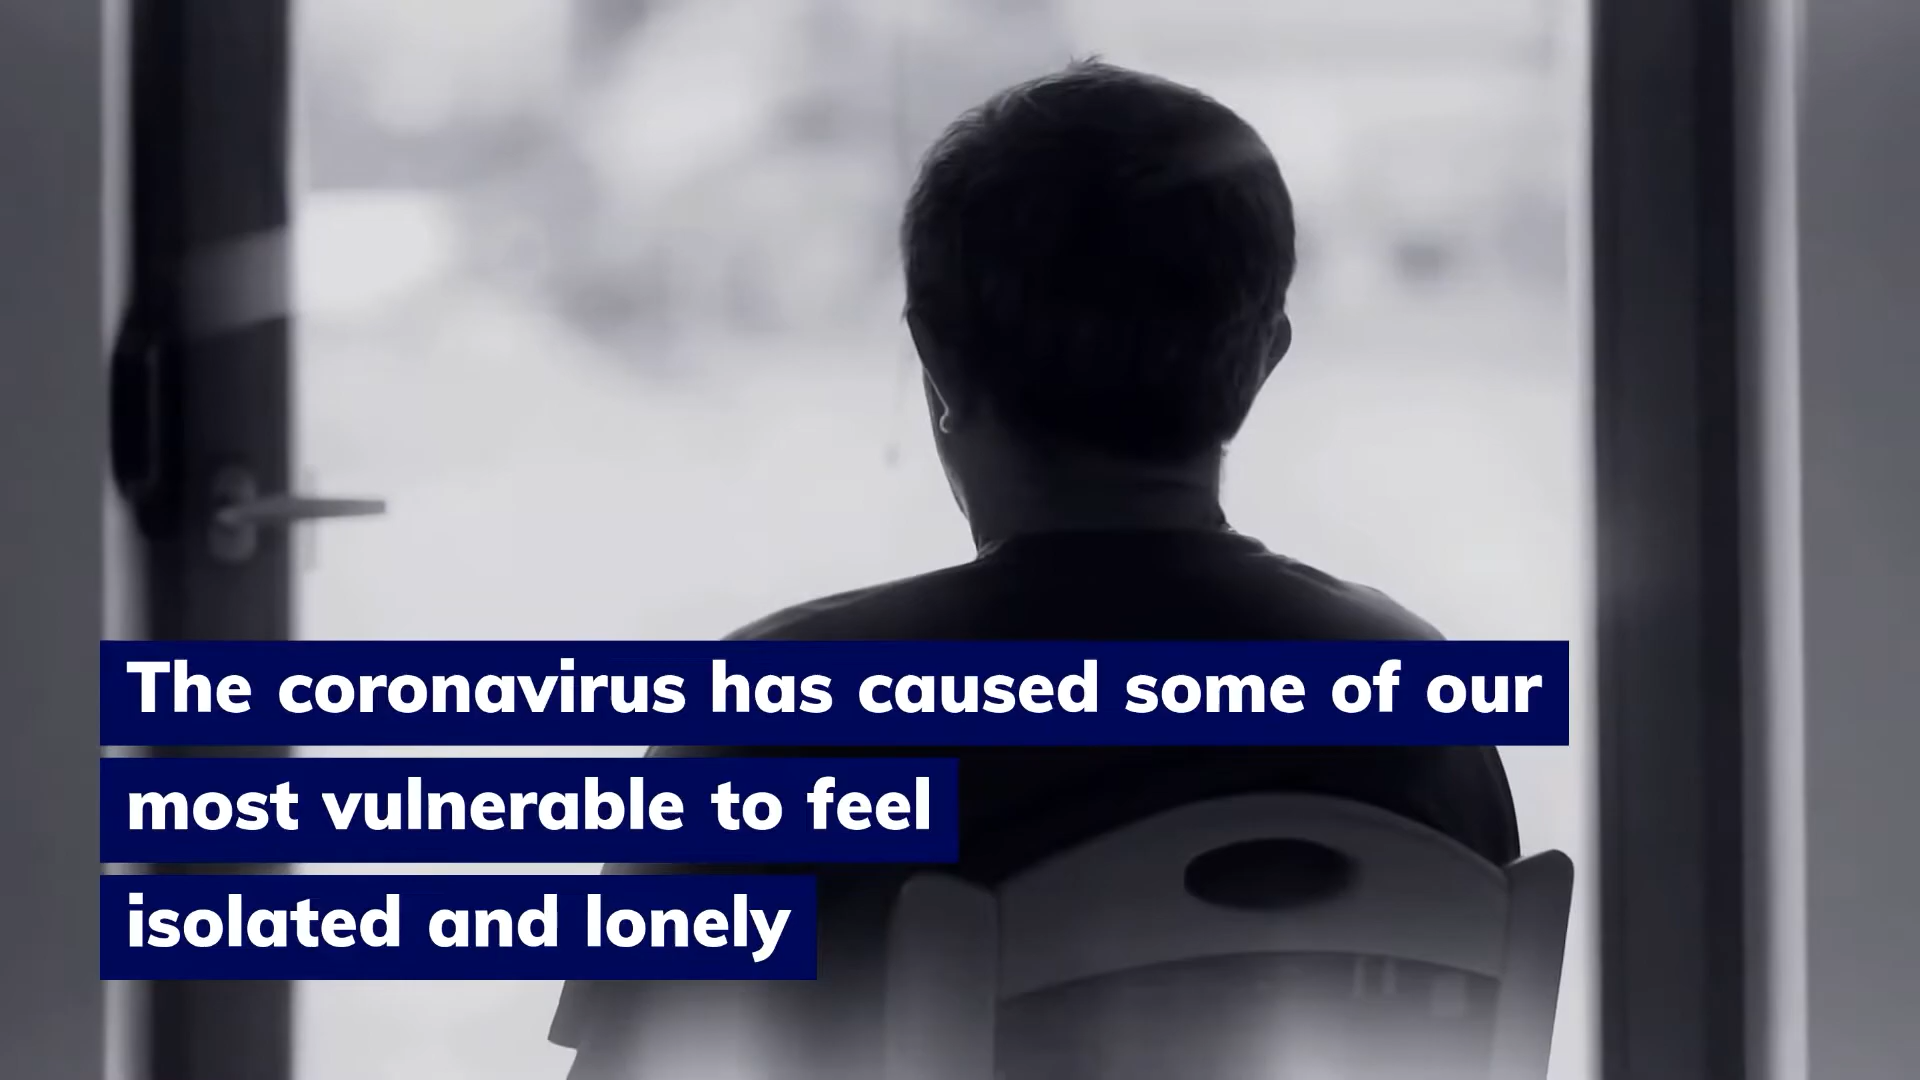 The coronavirus has caused some of our
most vulnerable to feel
isolated and lonely